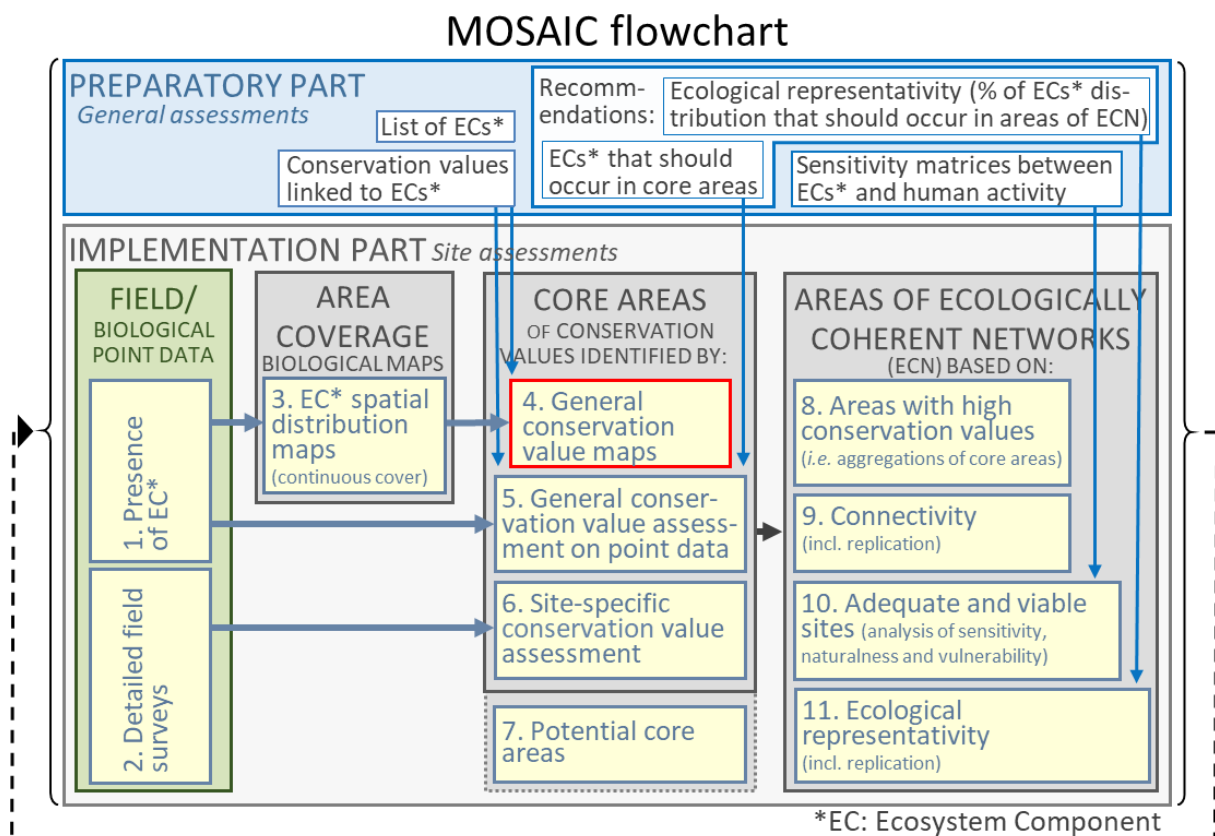 MOSAIC flowchart
PREPARATORY PART
General assessments
List of ECs*
Conservation values
linked to ECs*
Recomm-
endations:
Ecological representativity (% of ECs* dis-
tribution that should occur in areas of ECN)
ECs* that should
occur in core areas
Sensitivity matrices between
ECs* and human activity
IMPLEMENTATION PART Site assessments
FIELD/
BIOLOGICAL
POINT DATA
1. Presence
of EC*
2. Detailed field
surveys
AREA
COVERAGE
BIOLOGICAL MAPS
3. EC* spatial
distribution
maps
(continuous cover)
CORE AREAS
OF CONSERVATION
VALUES IDENTIFIED BY:
4. General
conservation
value maps
5. General conser-
vation value assess-
ment on point data
6. Site-specific
conservation value
assessment
7. Potential core
areas
AREAS OF ECOLOGICALLY
COHERENT NETWORKS
(ECN) BASED ON:
8. Areas with high
conservation values
(i.e. aggregations of core areas)
9. Connectivity
(incl. replication)
10. Adequate and viable
sites (analysis of sensitivity,
naturalness and vulnerability)
11. Ecological
representativity
(incl. replication)
*EC: Ecosystem Component